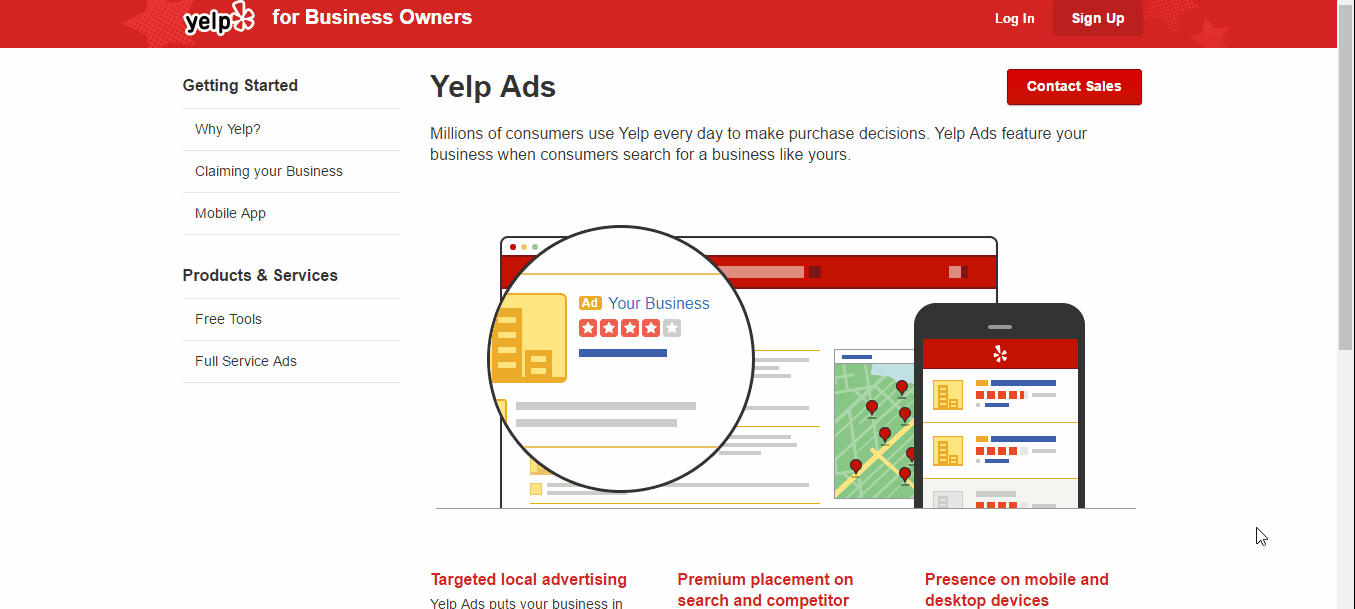 yelp for Business Owners
Log In
Sign Up
Getting Started
Why Yelp?
Claiming your Business
Mobile App
Products & Services
Free Tools
Full Service Ads
Yelp Ads
Contact Sales
Millions of consumers use Yelp every day to make purchase decisions. Yelp Ads feature your
business when consumers search for a business like yours.
Ad Your Business
Targeted local advertising
Yelp Ads puts your business in
Premium placement on
search and competitor
Presence on mobile and
desktop devices